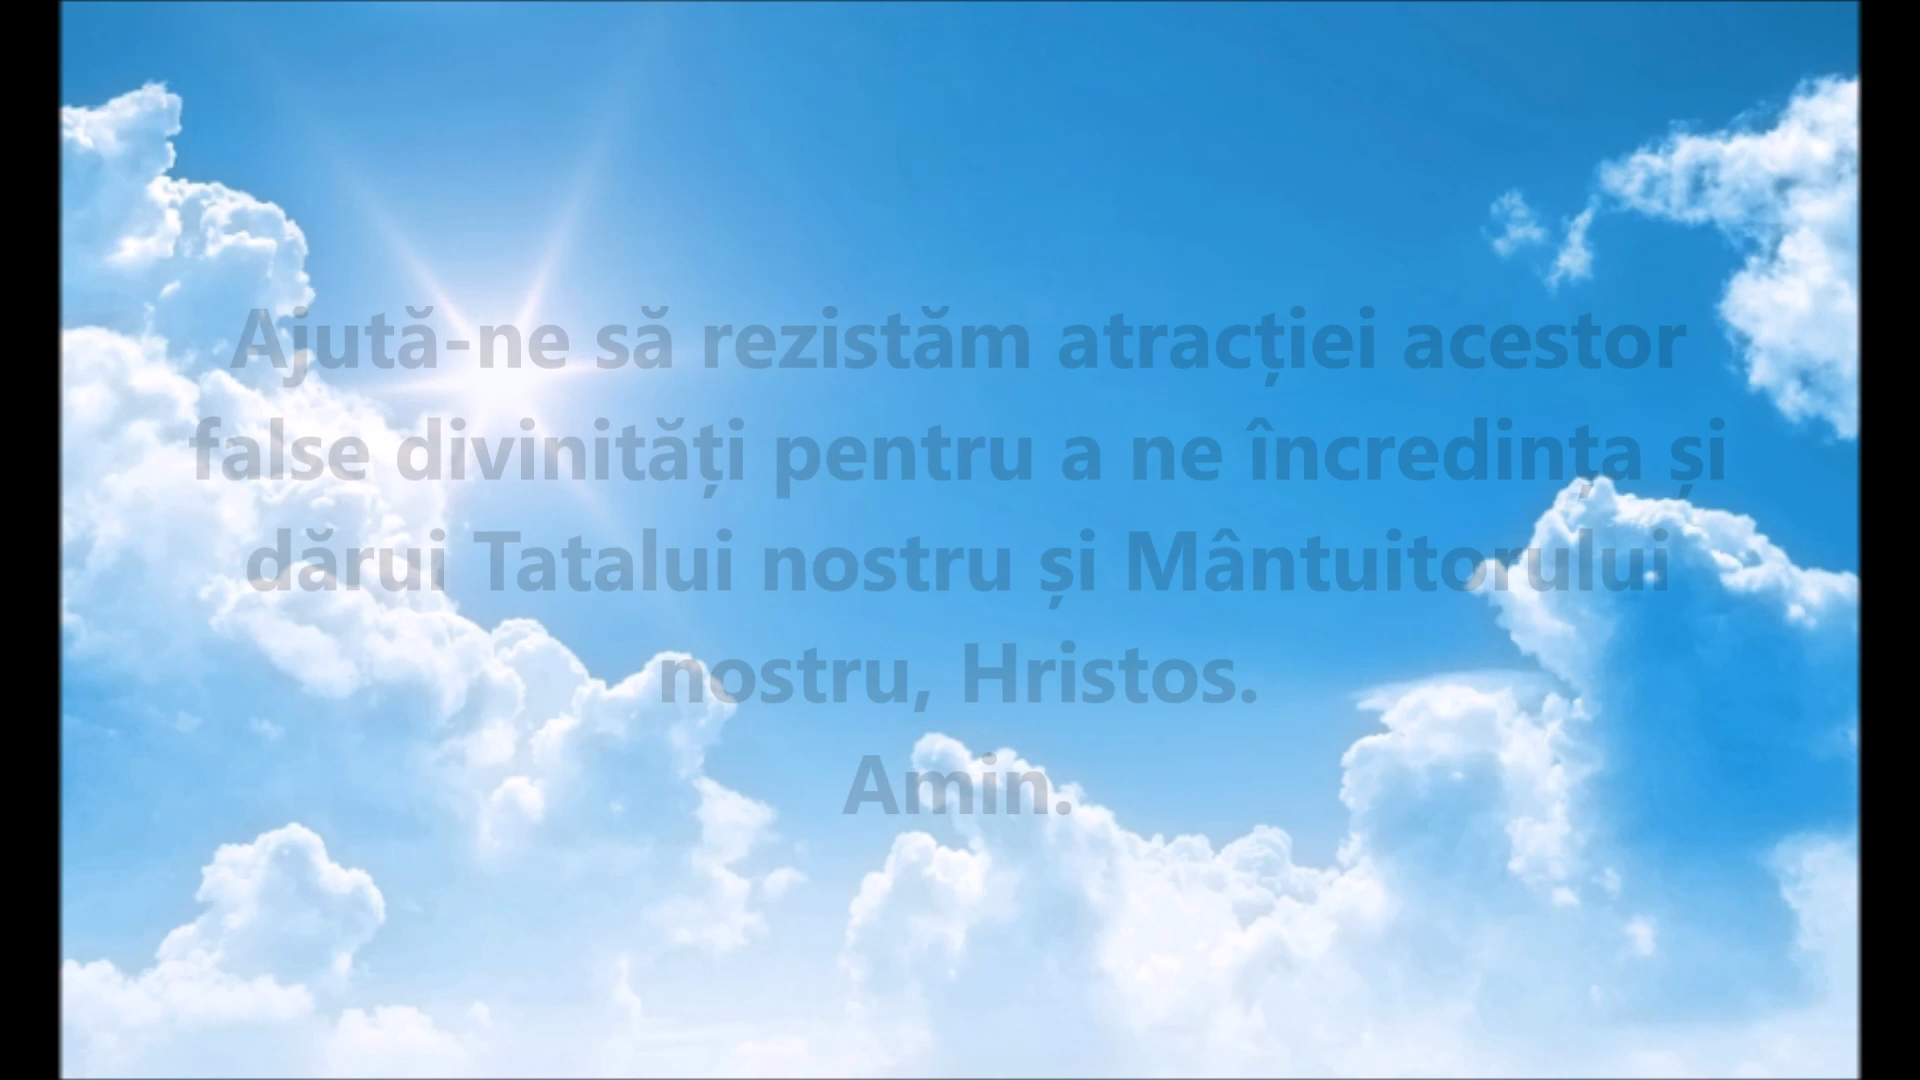 Ajută-ne să rezistăm atracției acestor
false divinități pentru a ne încredința și
dărui Tatalui nostru și Mântuitorului
nostru, Hristos.
Amin.